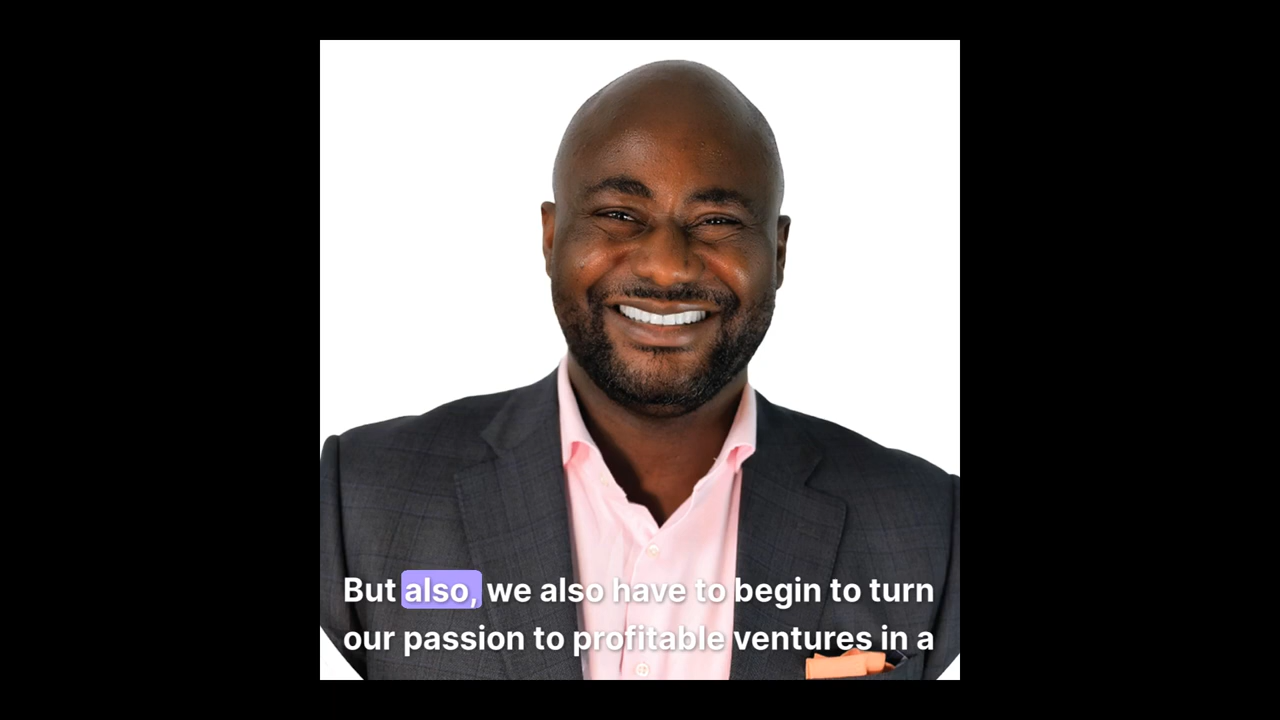 But also, we also have to begin to turn
our passion to profitable ventures in a